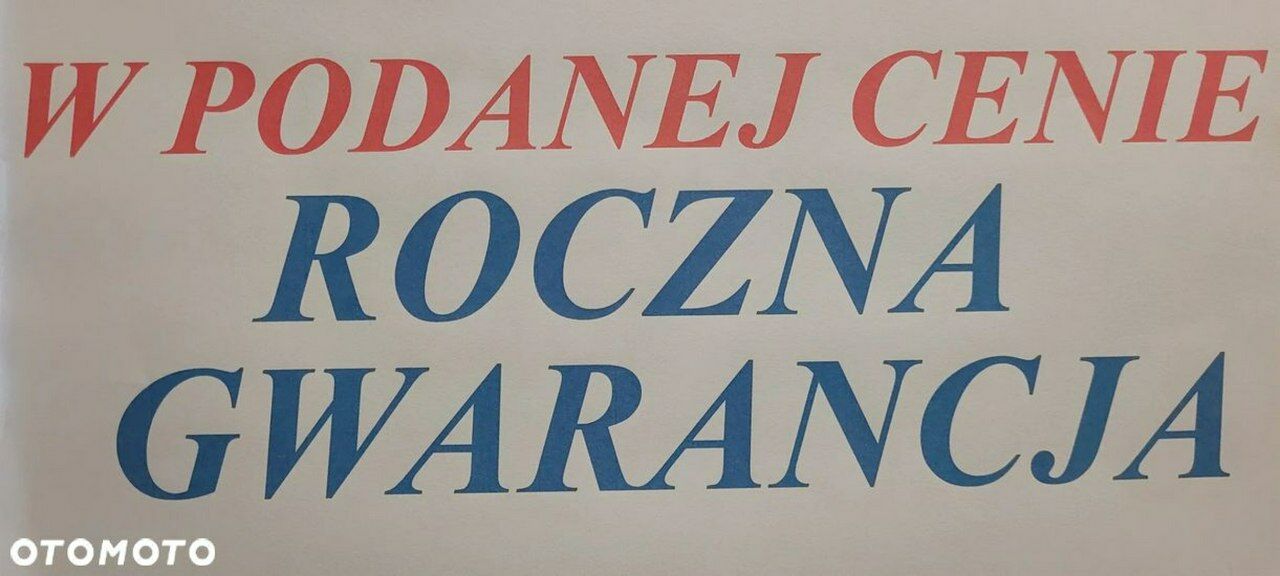 W PODANEJ CENIE
ROCZNA
GWARANCJA
OTOMOTO